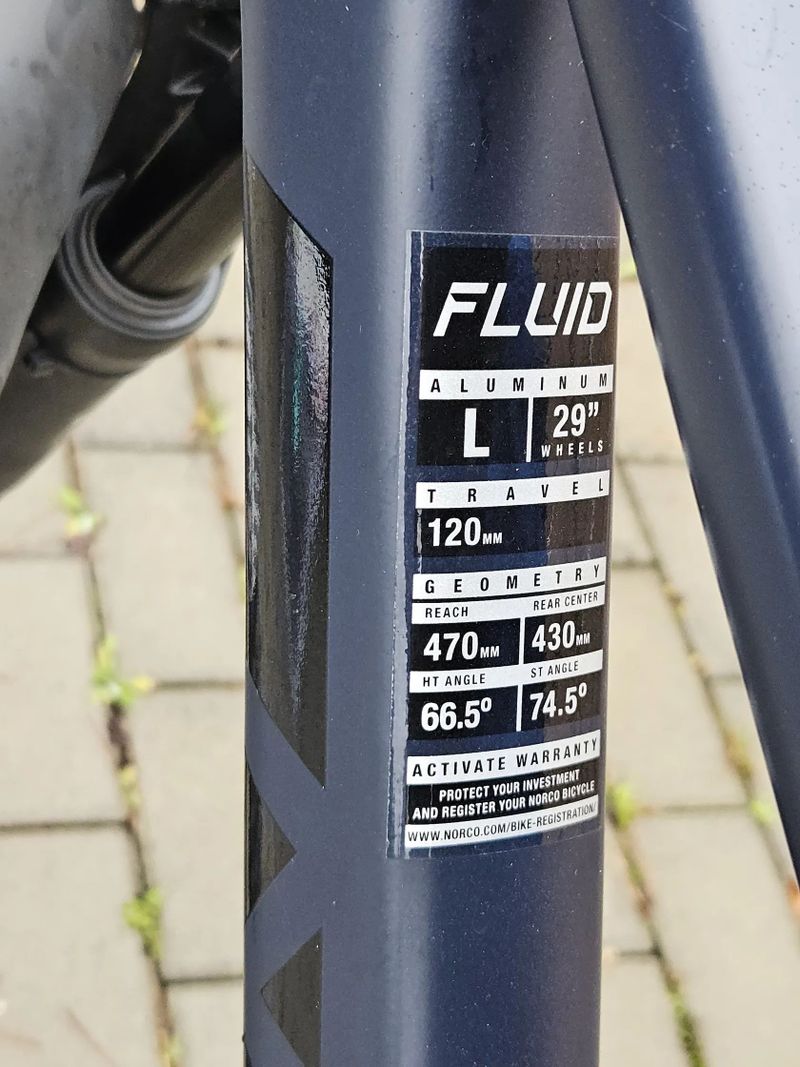 FLUID
ALUMINUM
L 29”
WHEELS
TRAVEL
120MM
GEOMETRY
REACH REAR CENTER
470MM 430MM
HT ANGLE ST ANGLE
66.5º 74.5º
ACTIVATE WARRANTY
PROTECT YOUR INVESTMENT
AND REGISTER YOUR NORCO BICYCLE
WWW.NORCO.COM/BIKE-REGISTRATION/